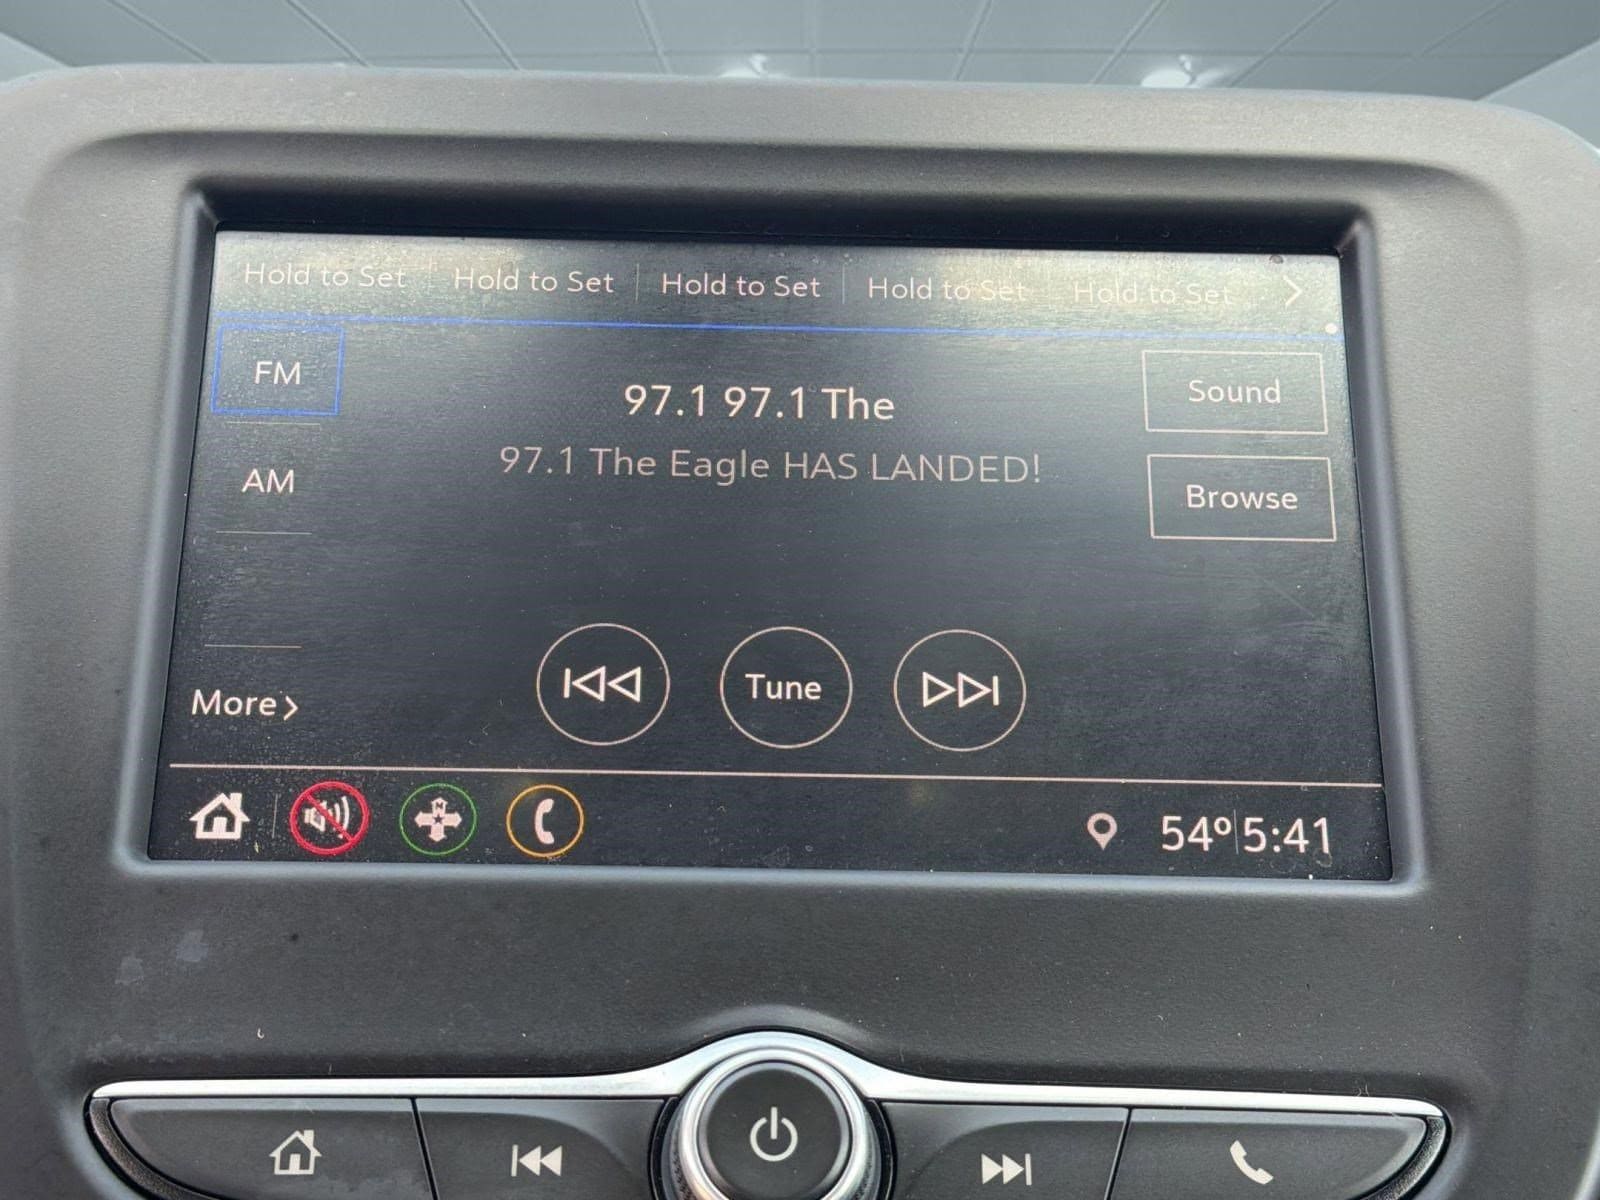 Hold to Set Hold to Set Hold to Set Hold to Set Hold to Set
FM
97.1 97.1 The
Sound
97.1 The Eagle HAS LANDED!
AM
Browse
Tune
More
N
54° 5:41